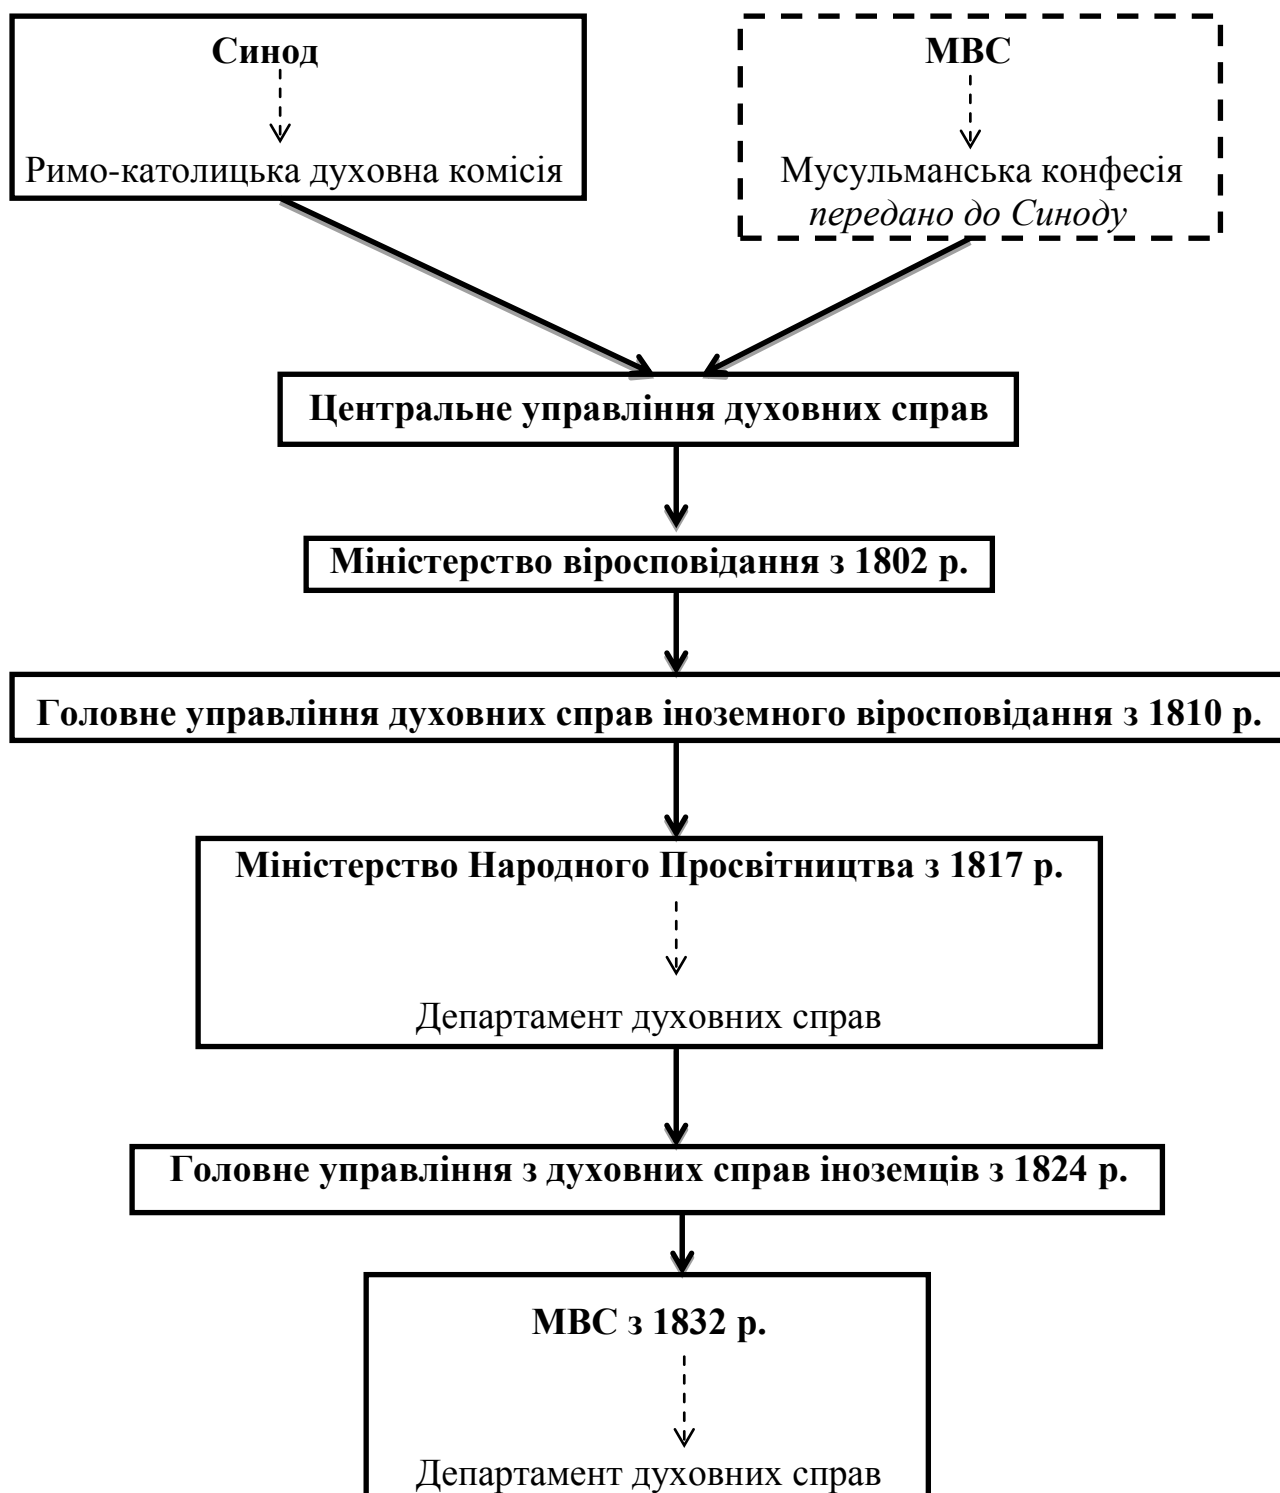 Синод
Римо-католицька духовна комісія
МВС
Мусульманська конфесія
передано до Синоду
Центральне управління духовних справ
Міністерство віросповідання з 1802 р.
Головне управління духовних справ іноземного віросповідання з 1810 р.
Міністерство Народного Просвітництва з 1817 р.
Департамент духовних справ
Головне управління з духовних справ іноземців з 1824 р.
МВС з 1832 р.
Департамент духовних справ